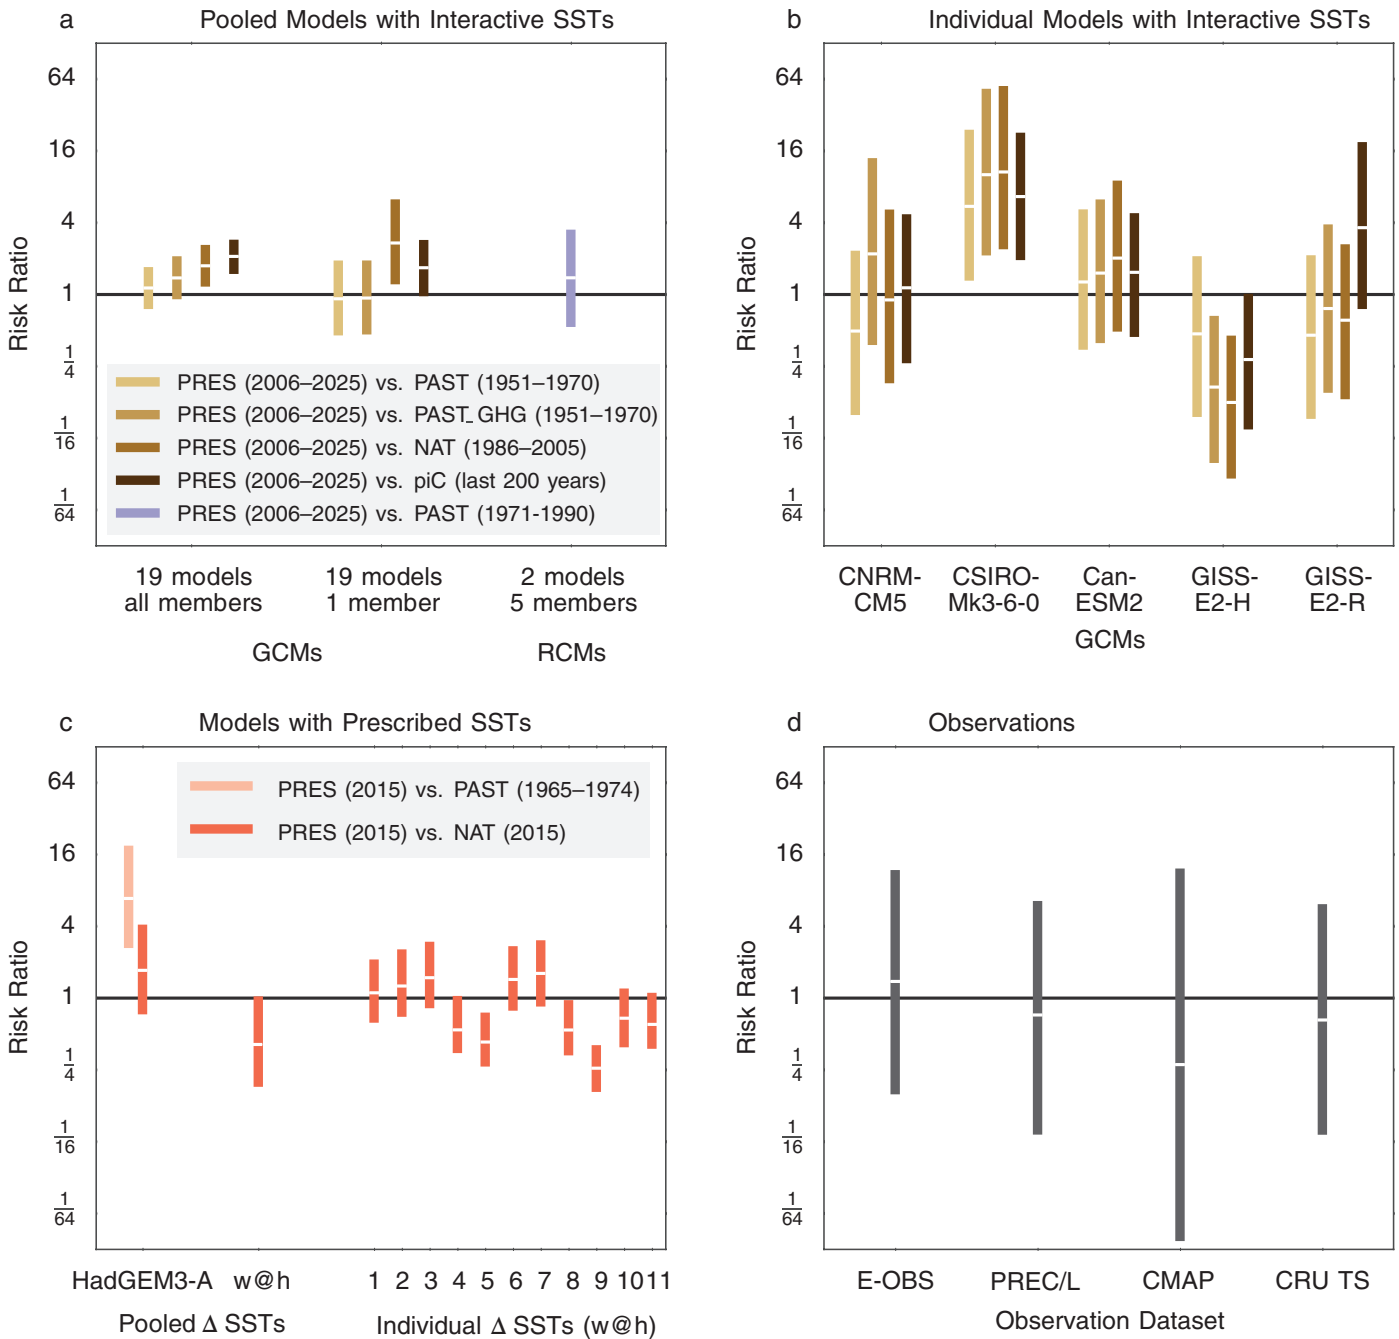 a Pooled Models with Interactive SSTs
Risk Ratio
64
16
4
1
1/4
1/16
1/64
PRES (2006–2025) vs. PAST (1951–1970)
PRES (2006–2025) vs. PAST_GHG (1951–1970)
PRES (2006–2025) vs. NAT (1986–2005)
PRES (2006–2025) vs. piC (last 200 years)
PRES (2006–2025) vs. PAST (1971-1990)
19 models 19 models 2 models
all members 1 member 5 members
GCMs RCMs
b Individual Models with Interactive SSTs
Risk Ratio
64
16
4
1
1/4
1/16
1/64
CNRM- CSIRO- Can- GISS- GISS-
CM5 Mk3-6-0 ESM2 E2-H E2-R
GCMs
c Models with Prescribed SSTs
Risk Ratio
64
16
4
1
1/4
1/16
1/64
PRES (2015) vs. PAST (1965–1974)
PRES (2015) vs. NAT (2015)
HadGEM3-A w@h 1 2 3 4 5 6 7 8 9 10 11
Pooled Δ SSTs Individual Δ SSTs (w@h)
d Observations
Risk Ratio
64
16
4
1
1/4
1/16
1/64
E-OBS PREC/L CMAP CRU TS
Observation Dataset